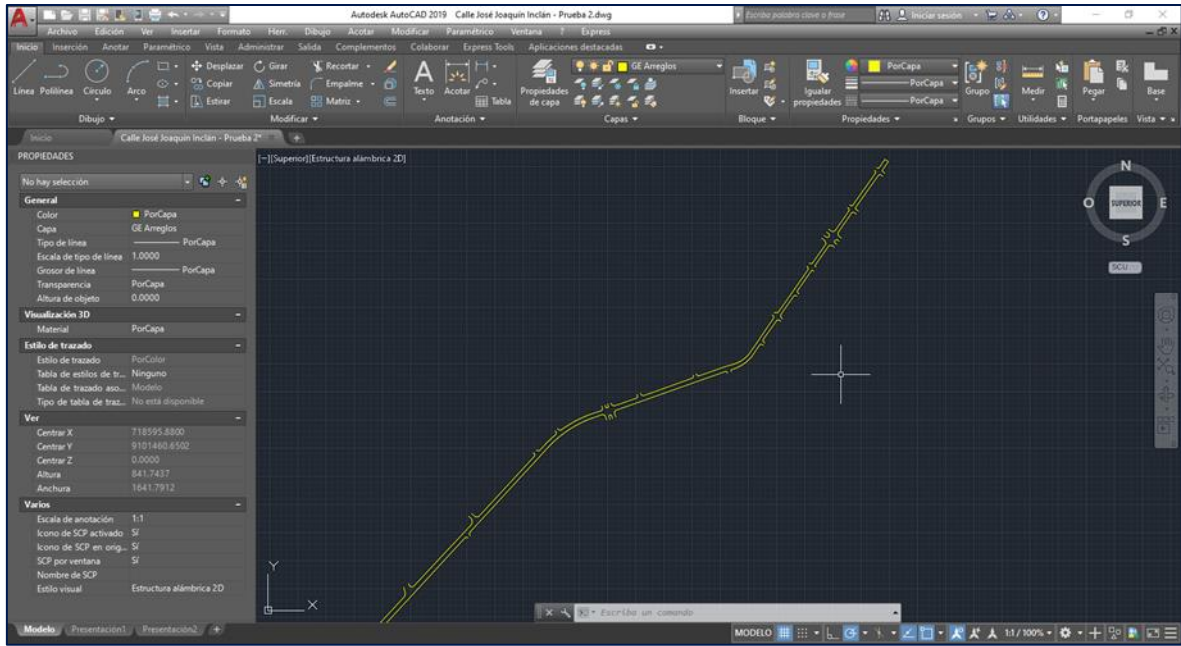 Autodesk AutoCAD 2019 Calle José Joaquín Inclán - Prueba 2.dwg
Escriba palabra clave o frase
Iniciar sesión
Archivo Edición Ver Insertar Formato Herr. Dibujo Acotar Modificar Paramétrico Ventana ? Express
Inicio Inserción Anotar Paramétrico Vista Administrar Salida Complementos Colaborar Express Tools Aplicaciones destacadas
Línea Polilínea Círculo Arco
Desplazar Girar Recortar
Copiar Simetría Empalme
Estirar Escala Matriz
Texto Acotar Tabla
Propiedades de capa
GE Arreglos
Insertar
Igualar propiedades
PorCapa
PorCapa
PorCapa
Grupo Medir Pegar Base
Dibujo Modificar Anotación Capas Bloque Propiedades Grupos Utilidades Portapapeles Vista
Inicio Calle José Joaquín Inclán - Prueba 2*
PROPIEDADES
[−][Superior][Estructura alámbrica 2D]
No hay selección
General
Color PorCapa
Capa GE Arreglos
Tipo de línea PorCapa
Escala de tipo de línea 1.0000
Grosor de línea PorCapa
Transparencia PorCapa
Altura de objeto 0.0000
Visualización 3D
Material PorCapa
Estilo de trazado
Estilo de trazado PorColor
Tabla de estilos de tr... Ninguno
Tabla de trazado aso... Modelo
Tipo de tabla de traz... No está disponible
Ver
Centrar X 718595.8800
Centrar Y 9101460.6502
Centrar Z 0.0000
Altura 841.7437
Anchura 1641.7912
Varios
Escala de anotación 1:1
Icono de SCP activado Sí
Icono de SCP en orig... Sí
SCP por ventana Sí
Nombre de SCP
Estilo visual Estructura alámbrica 2D
N
O SUPERIOR E
S
SCU
Y
X
Escriba un comando
Modelo Presentación1 Presentación2 +
MODELO 1:1 / 100%